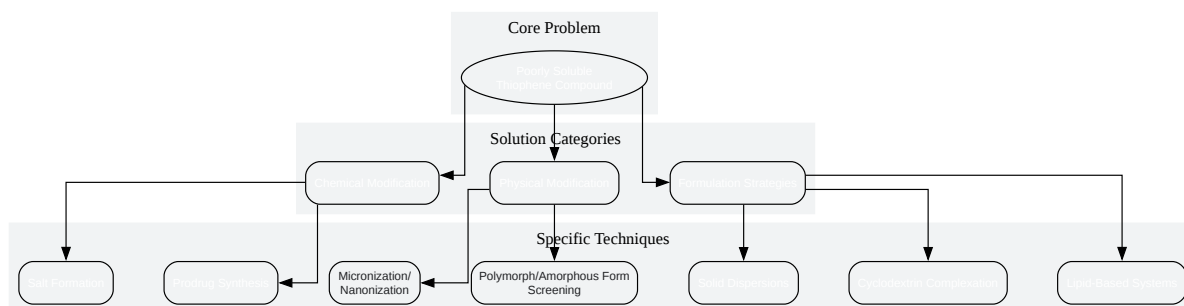 Core Problem
Poorly Soluble
Thiophene Compound
Solution Categories
Chemical Modification
Physical Modification
Formulation Strategies
Specific Techniques
Salt Formation
Prodrug Synthesis
Micronization/
Nanonization
Polymorph/Amorphous Form
Screening
Solid Dispersions
Cyclodextrin Complexation
Lipid-Based Systems